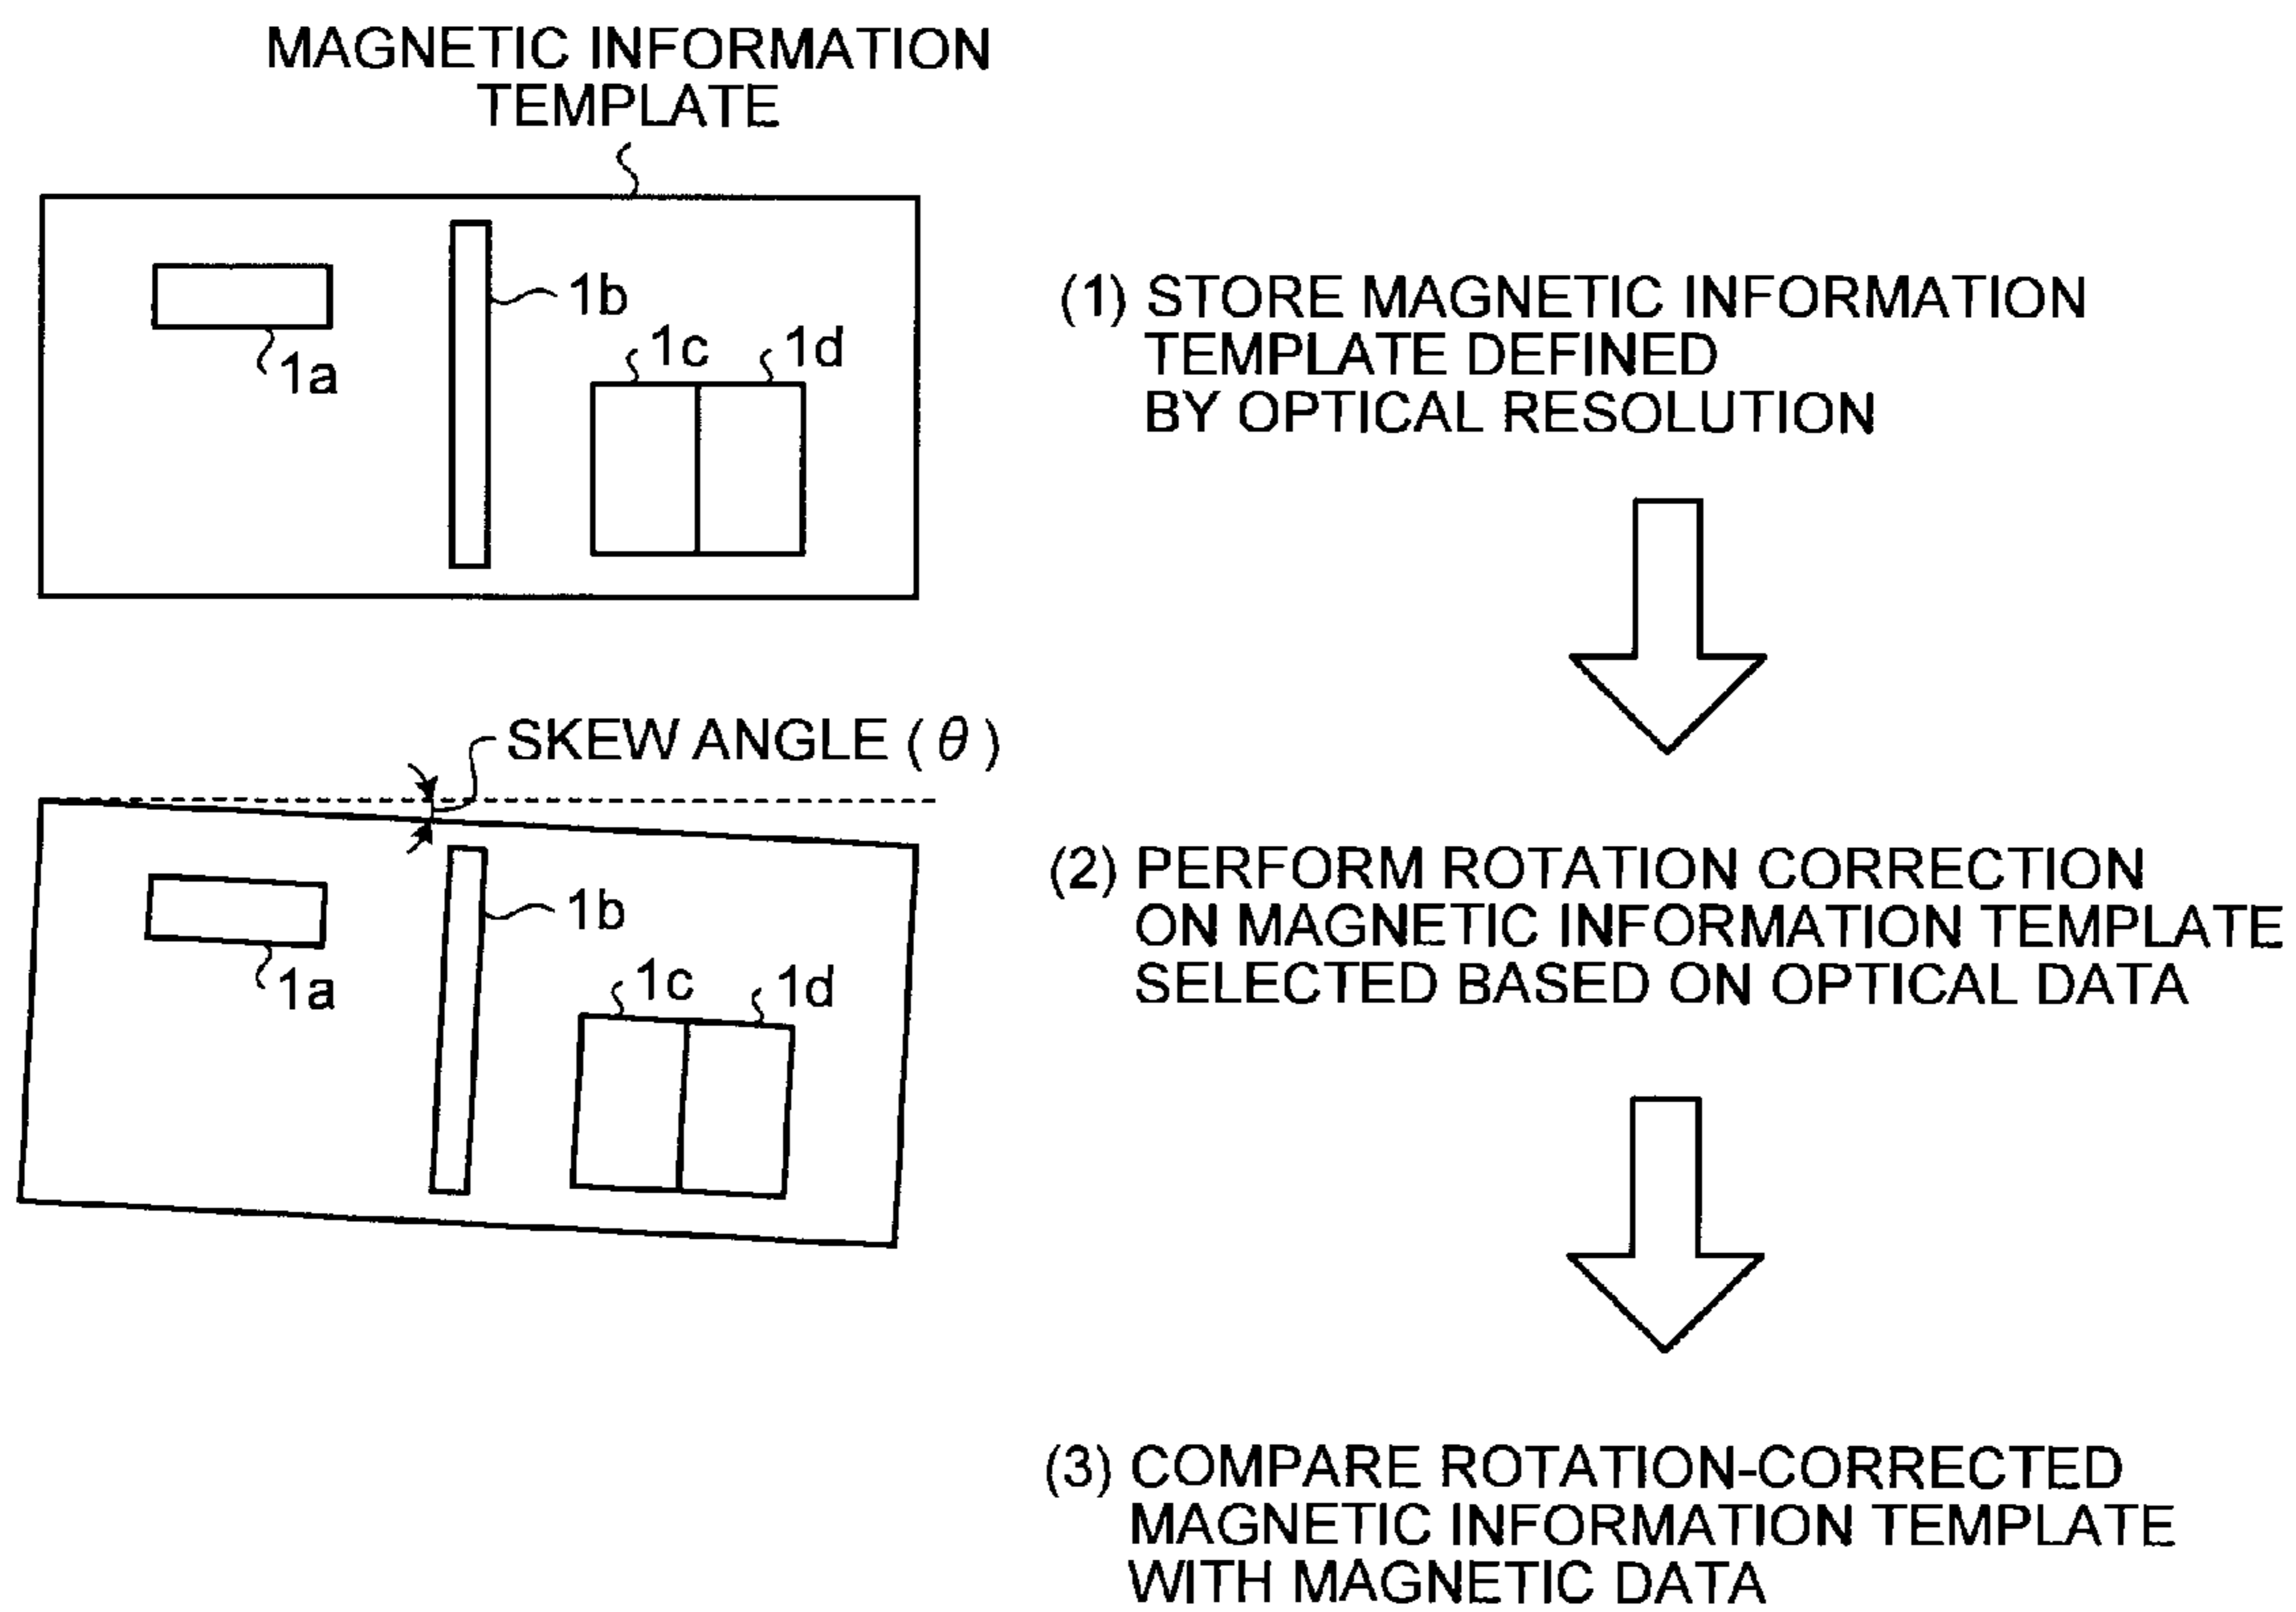 MAGNETIC INFORMATION
TEMPLATE
1a
1b
1c
1d
(1) STORE MAGNETIC INFORMATION
TEMPLATE DEFINED
BY OPTICAL RESOLUTION
SKEW ANGLE (θ)
1a
1b
1c
1d
(2) PERFORM ROTATION CORRECTION
ON MAGNETIC INFORMATION TEMPLATE
SELECTED BASED ON OPTICAL DATA
(3) COMPARE ROTATION-CORRECTED
MAGNETIC INFORMATION TEMPLATE
WITH MAGNETIC DATA